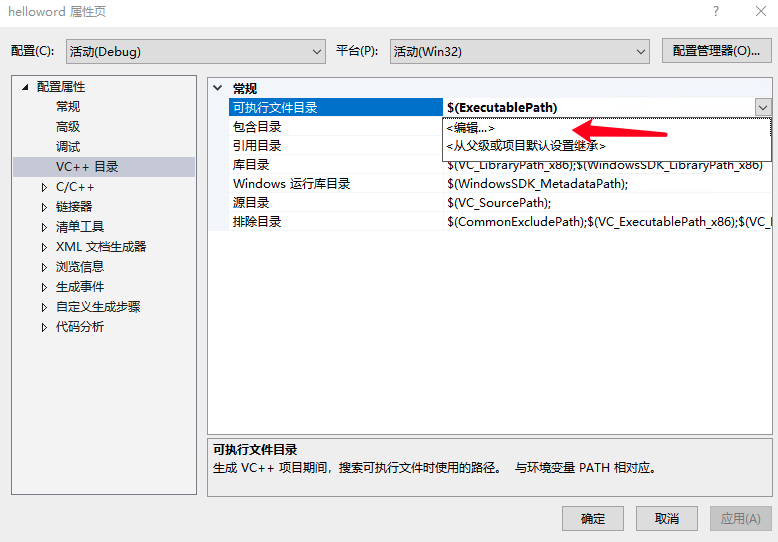 helloword 属性页
配置(C): 活动(Debug) 平台(P): 活动(Win32) 配置管理器(O)...
配置属性
常规
高级
调试
VC++ 目录
C/C++
链接器
清单工具
XML 文档生成器
浏览信息
生成事件
自定义生成步骤
代码分析
常规
可执行文件目录 $(ExecutablePath)
包含目录 <编辑...>
引用目录 <从父级或项目默认设置继承>
库目录 $(VC_LibraryPath_x86);$(WindowsSDK_LibraryPath_x86)
Windows 运行库目录 $(WindowsSDK_MetadataPath);
源目录 $(VC_SourcePath);
排除目录 $(CommonExcludePath);$(VC_ExecutablePath_x86);$(VC_
可执行文件目录
生成 VC++ 项目期间，搜索可执行文件时使用的路径。 与环境变量 PATH 相对应。
确定 取消 应用(A)